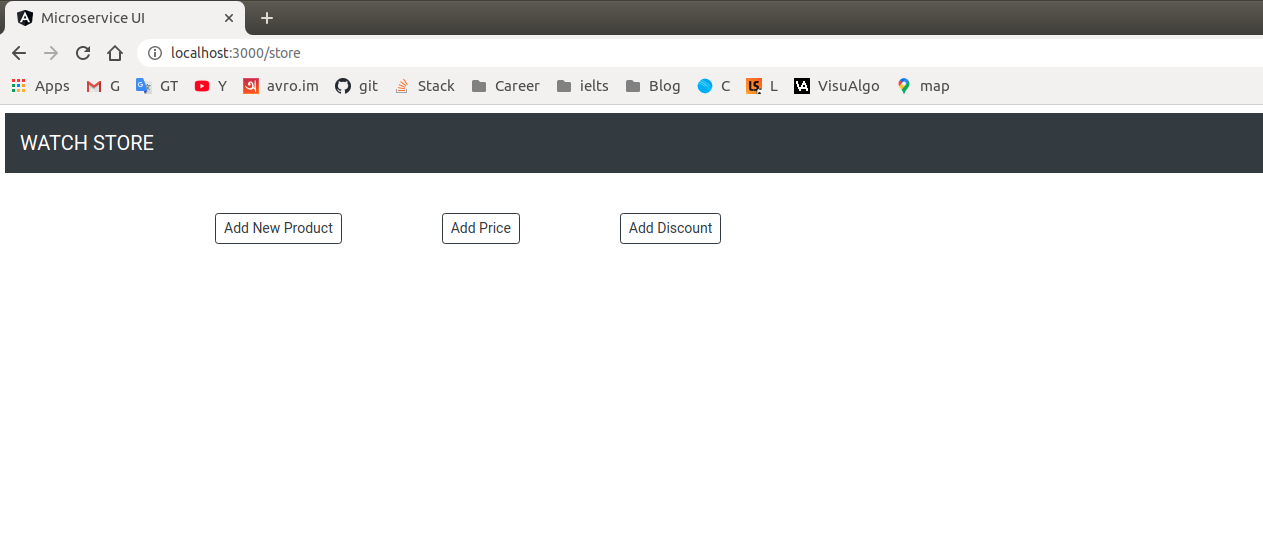 Microservice UI
localhost:3000/store
Apps G GT Y avro.im git Stack Career ielts Blog C L VisuAlgo map
WATCH STORE
Add New Product Add Price Add Discount